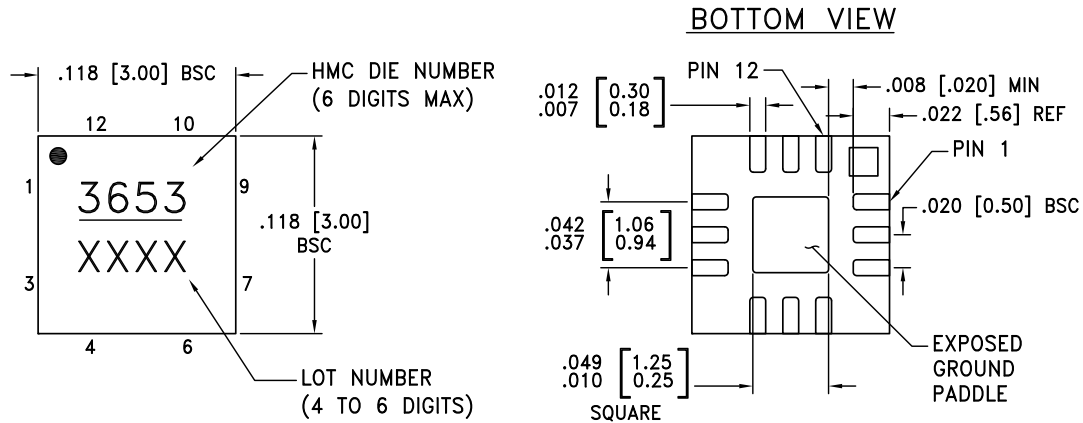 BOTTOM VIEW
.118 [3.00] BSC
HMC DIE NUMBER
(6 DIGITS MAX)
12
10
1
9
3653
XXXX
.118 [3.00]
BSC
3
7
4
6
LOT NUMBER
(4 TO 6 DIGITS)
PIN 12
.012 [0.30]
.007 [0.18]
.008 [.020] MIN
.022 [.56] REF
PIN 1
.020 [0.50] BSC
.042 [1.06]
.037 [0.94]
.049 [1.25]
.010 [0.25]
SQUARE
EXPOSED
GROUND
PADDLE